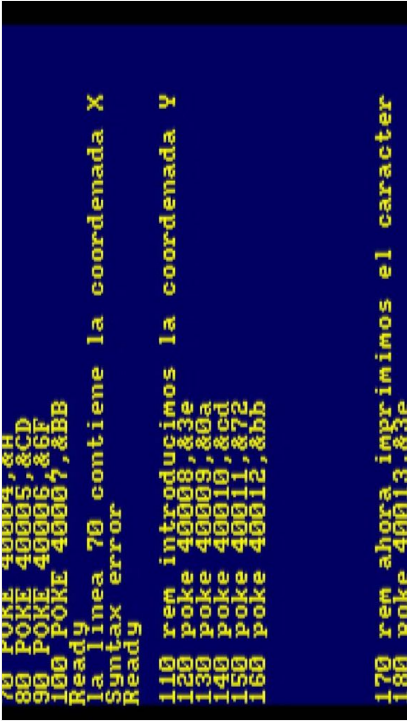 70 POKE 40004,&H
80 POKE 40005,&CD
90 POKE 40006,&6F
100 POKE 40007,&BB
Ready
la linea 70 contiene la coordenada X
Syntax error
Ready
110 rem introducimos la coordenada Y
120 poke 40008,&3e
130 poke 40009,&0a
140 poke 40010,&cd
150 poke 40011,&72
160 poke 40012,&bb
170 rem ahora imprimimos el caracter
180 poke 40013,&3e